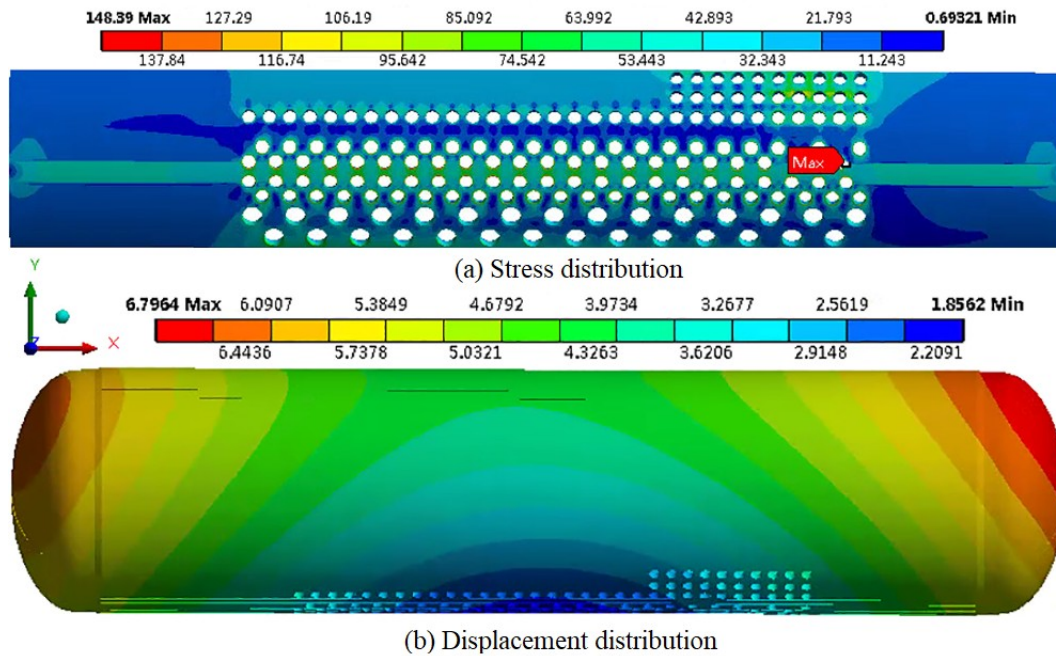 148.39 Max 127.29 106.19 85.092 63.992 42.893 21.793 0.69321 Min
137.84 116.74 95.642 74.542 53.443 32.343 11.243
Max
(a) Stress distribution
Y
6.7964 Max 6.0907 5.3849 4.6792 3.9734 3.2677 2.5619 1.8562 Min
Z X
6.4436 5.7378 5.0321 4.3263 3.6206 2.9148 2.2091
(b) Displacement distribution